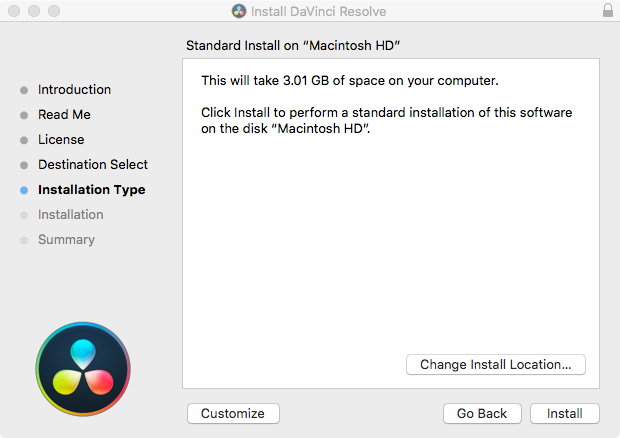 Install DaVinci Resolve
Standard Install on “Macintosh HD”
Introduction
Read Me
License
Destination Select
Installation Type
Installation
Summary
This will take 3.01 GB of space on your computer.
Click Install to perform a standard installation of this software
on the disk “Macintosh HD”.
Change Install Location...
Customize
Go Back
Install